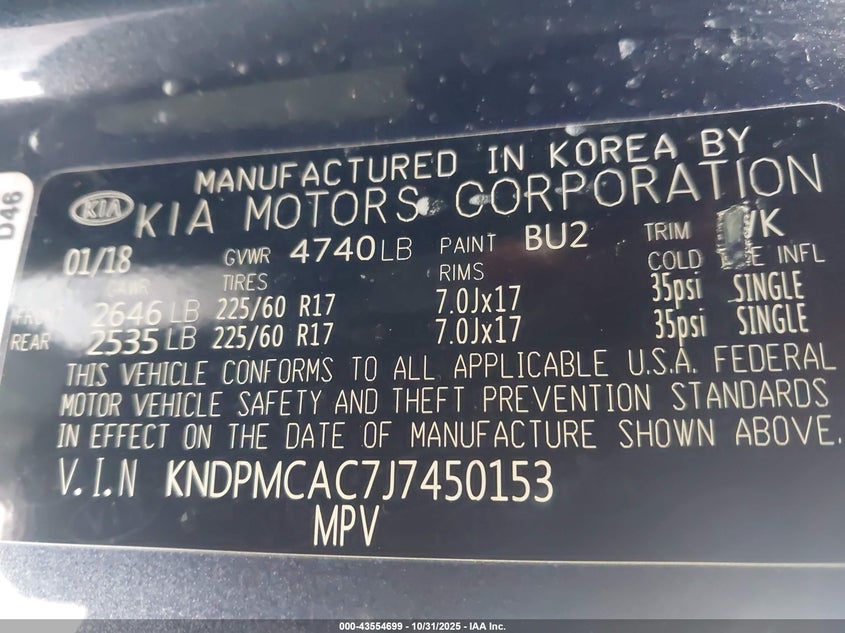 D46
MANUFACTURED IN KOREA BY
KIA KIA MOTORS CORPORATION
01/18 GVWR 4740LB PAINT BU2 TRIM VK
GAWR TIRES RIMS COLD INFL
FRONT 2646 LB 225/60 R17 7.0Jx17 35psi SINGLE
REAR 2535 LB 225/60 R17 7.0Jx17 35psi SINGLE
THIS VEHICLE CONFORMS TO ALL APPLICABLE U.S.A. FEDERAL
MOTOR VEHICLE SAFETY AND THEFT PREVENTION STANDARDS
IN EFFECT ON THE DATE OF MANUFACTURE SHOWN ABOVE.
V.I.N KNDPMCAC7J7450153
MPV
000-43554699 - 10/31/2025 - IAA Inc.